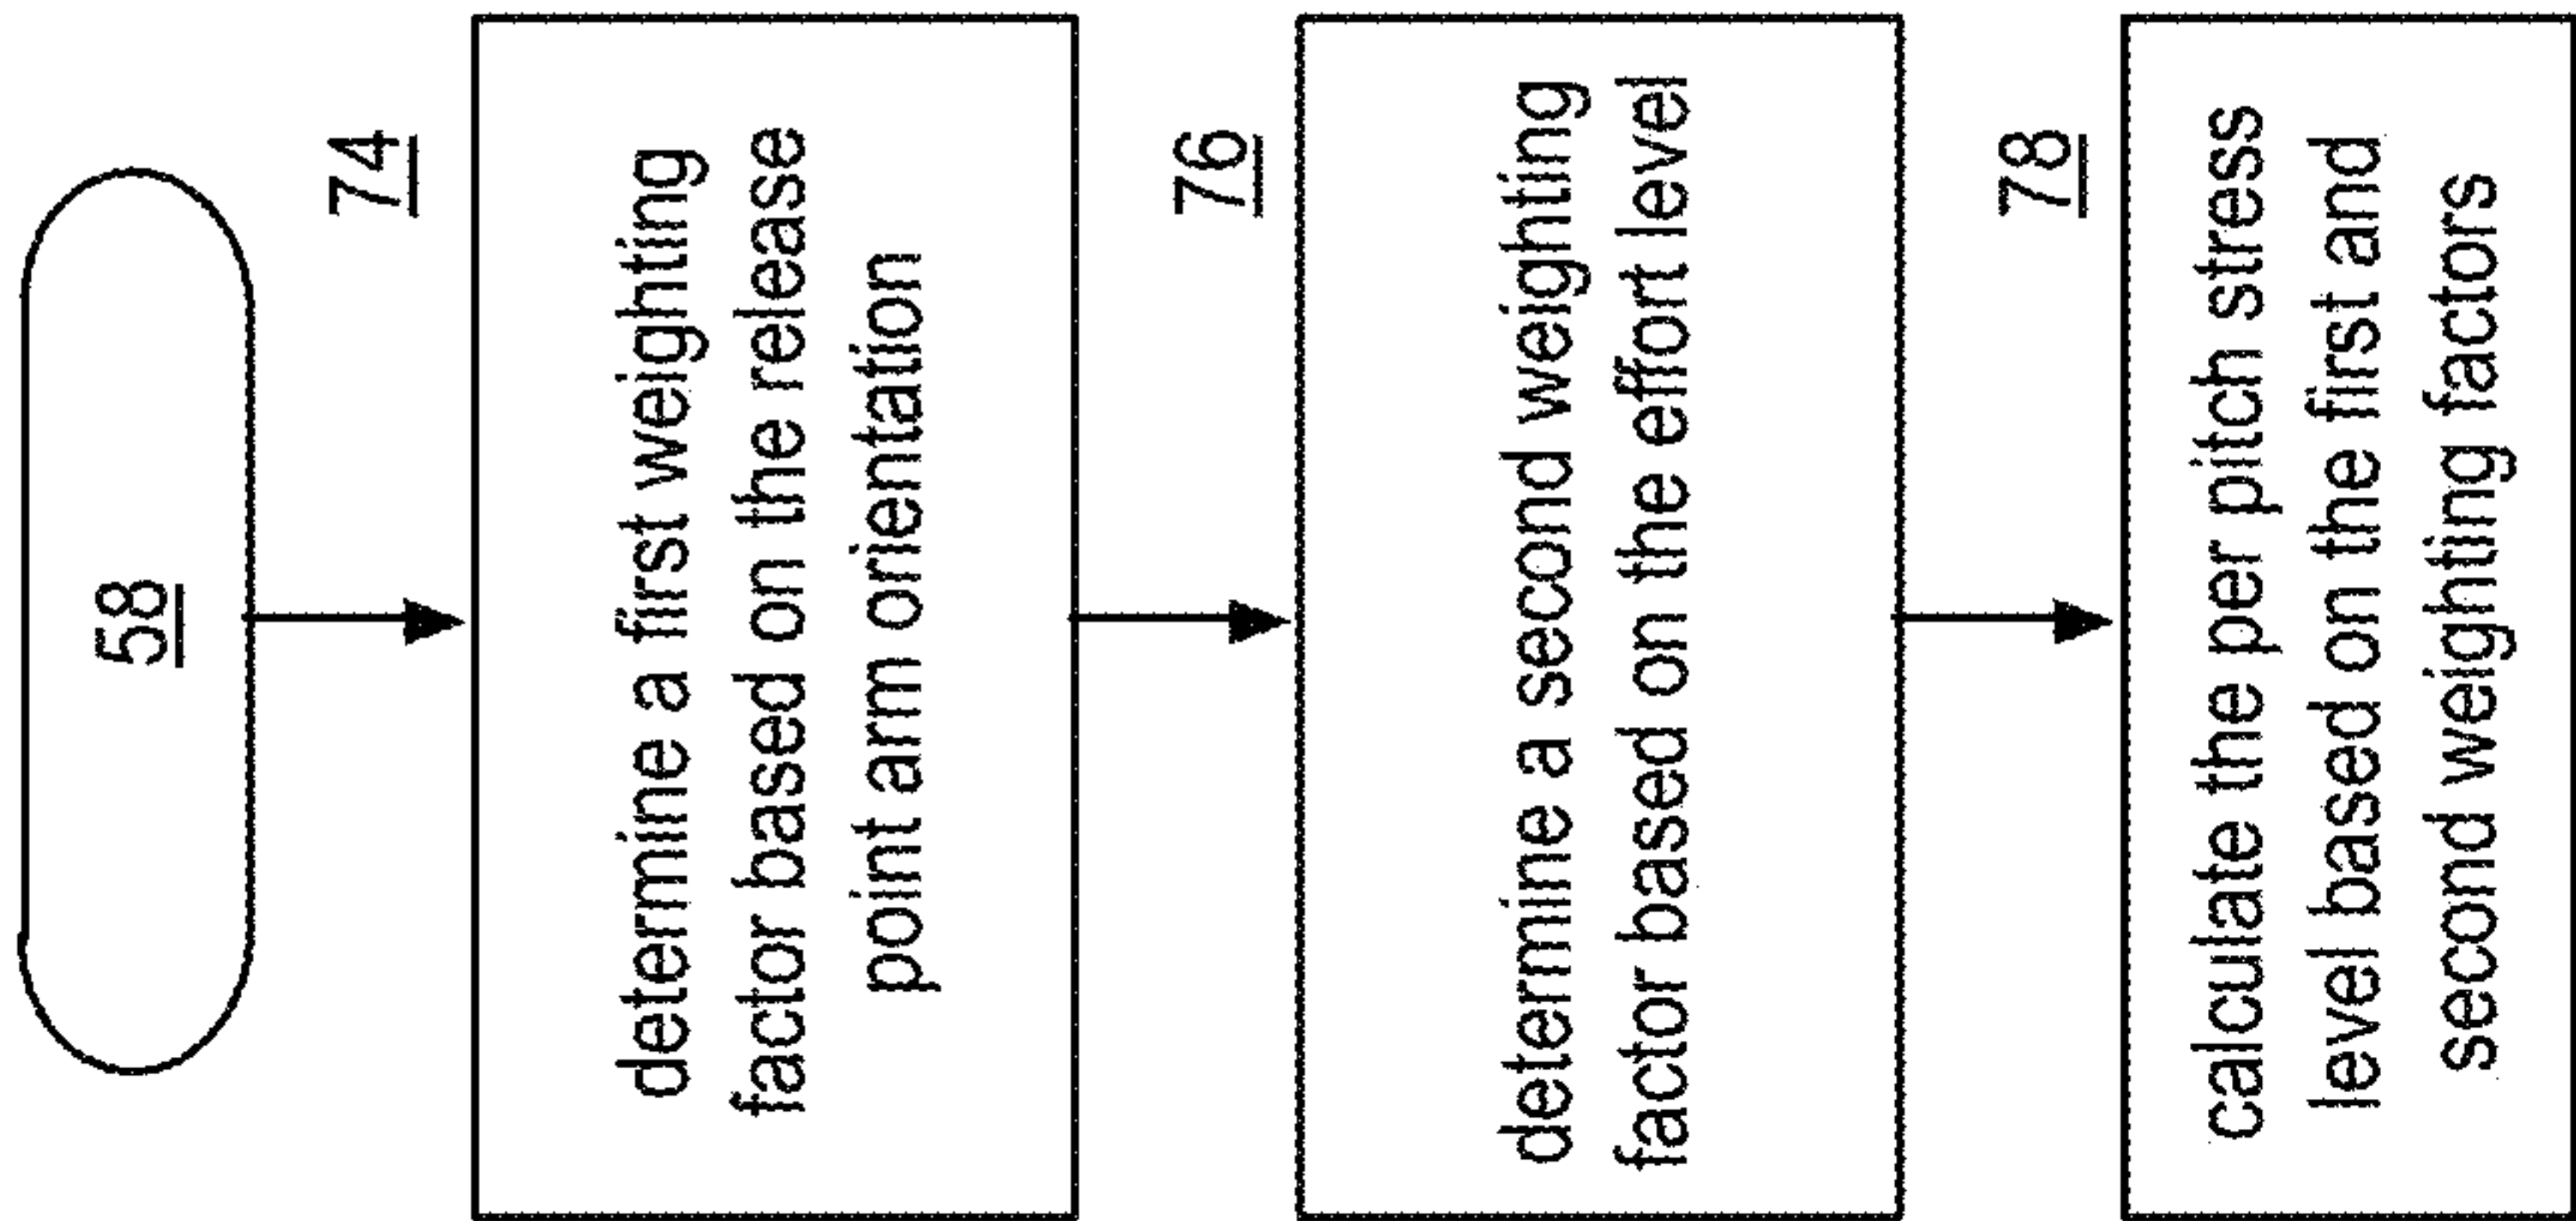 58
74
determine a first weighting
factor based on the release
point arm orientation
76
determine a second weighting
factor based on the effort level
78
calculate the per pitch stress
level based on the first and
second weighting factors